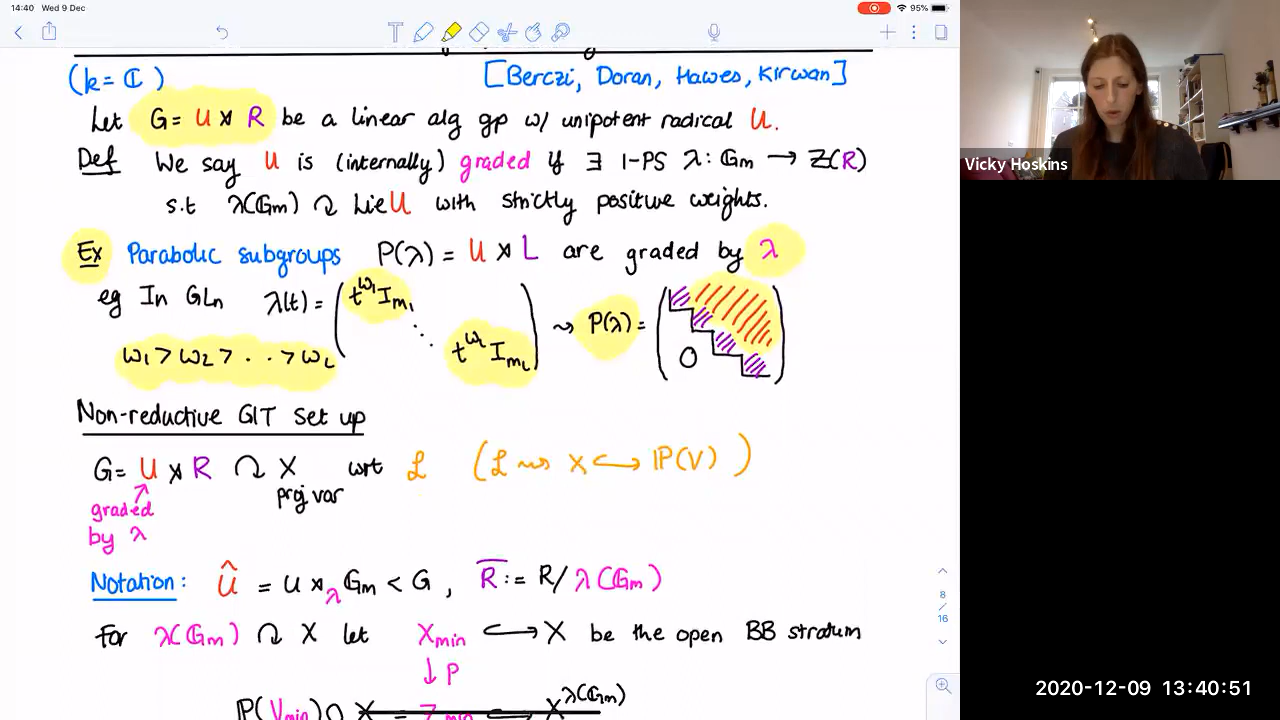 14:40 Wed 9 Dec
95%
(k = ℂ) [Berczi, Doran, Hawes, Kirwan]
Let G = U ⋊ R be a linear alg gp w/ unipotent radical U.
Def We say U is (internally) graded if ∃ 1-PS λ: 𝔾m → Z(R)
s.t λ(𝔾m) ↷ Lie U with strictly positive weights.
Ex Parabolic subgroups P(λ) = U ⋊ L are graded by λ
eg In GLn λ(t) = ( t^ω1 I_m1 ⋱ t^ωl I_ml ) ⇝ P(λ) = ( 0 )
ω1 > ω2 > ... > ωl
Non-reductive GIT set up
G = U ⋊ R ↷ X wrt ℒ (ℒ ⇝ X ↪ ℙ(V))
proj var
graded
by λ
Notation: Û = U ⋊_λ 𝔾m < G, R̅ := R/λ(𝔾m)
For λ(𝔾m) ↷ X let Xmin ↪ X be the open BB stratum
↓ p
ℙ(Vmin) ∩ X = Zmin ↪ X^λ(𝔾m)
8
/
16
Vicky Hoskins
2020-12-09 13:40:51